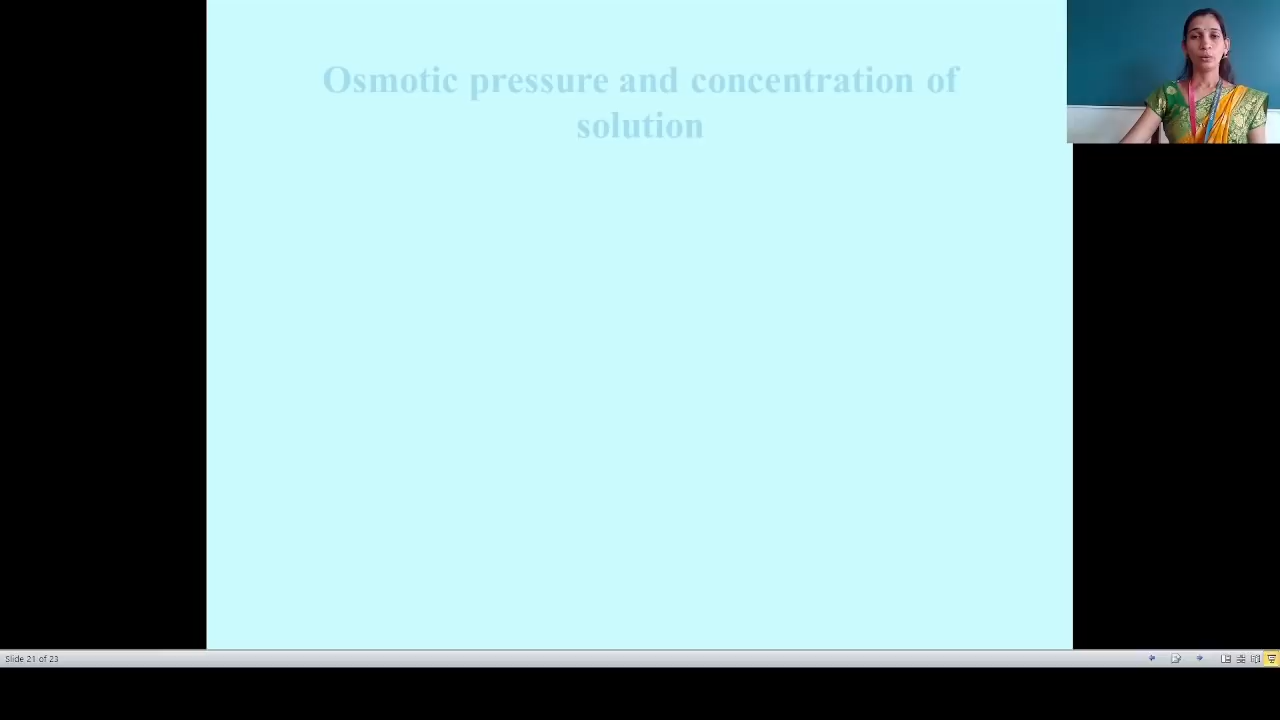 Osmotic pressure and concentration of
solution
Slide 21 of 23